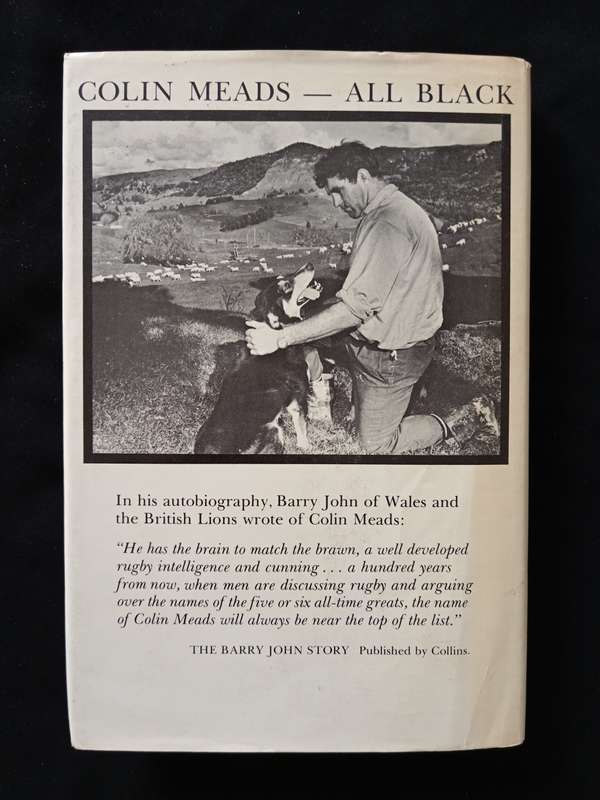 COLIN MEADS — ALL BLACK
In his autobiography, Barry John of Wales and
the British Lions wrote of Colin Meads:
“He has the brain to match the brawn, a well developed
rugby intelligence and cunning . . . a hundred years
from now, when men are discussing rugby and arguing
over the names of the five or six all-time greats, the name
of Colin Meads will always be near the top of the list.”
THE BARRY JOHN STORY Published by Collins.